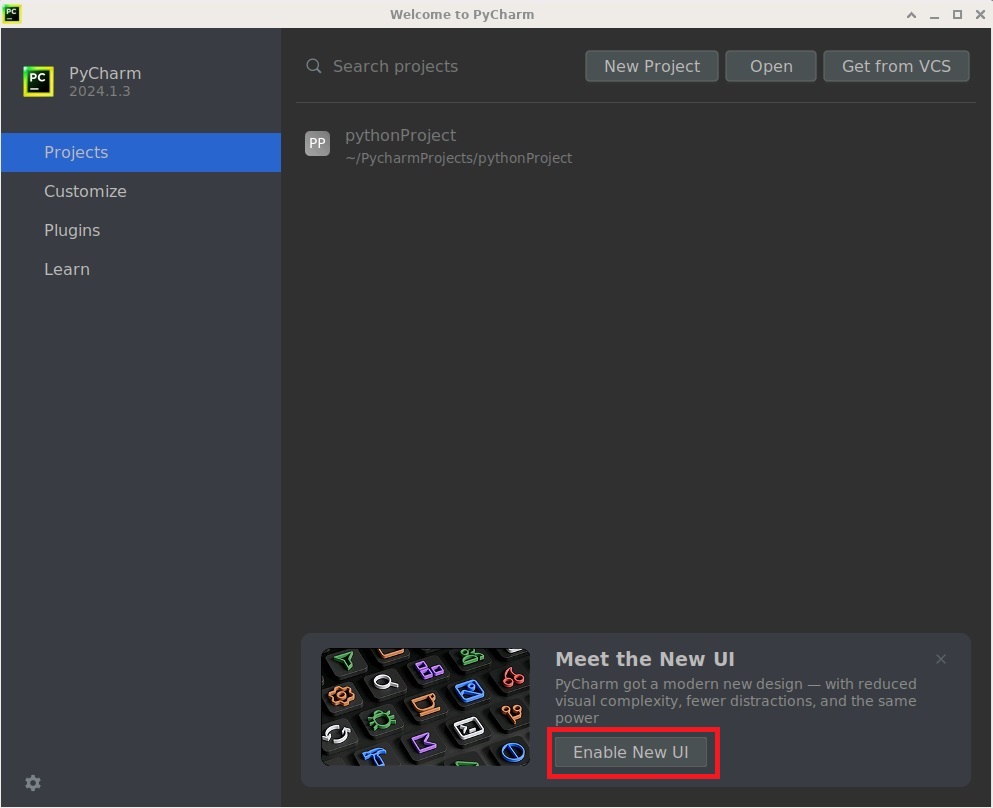 Welcome to PyCharm
PC
PyCharm
2024.1.3
Search projects
New Project
Open
Get from VCS
Projects
Customize
Plugins
Learn
PP
pythonProject
~/PycharmProjects/pythonProject
Meet the New UI
PyCharm got a modern new design — with reduced
visual complexity, fewer distractions, and the same
power
Enable New UI